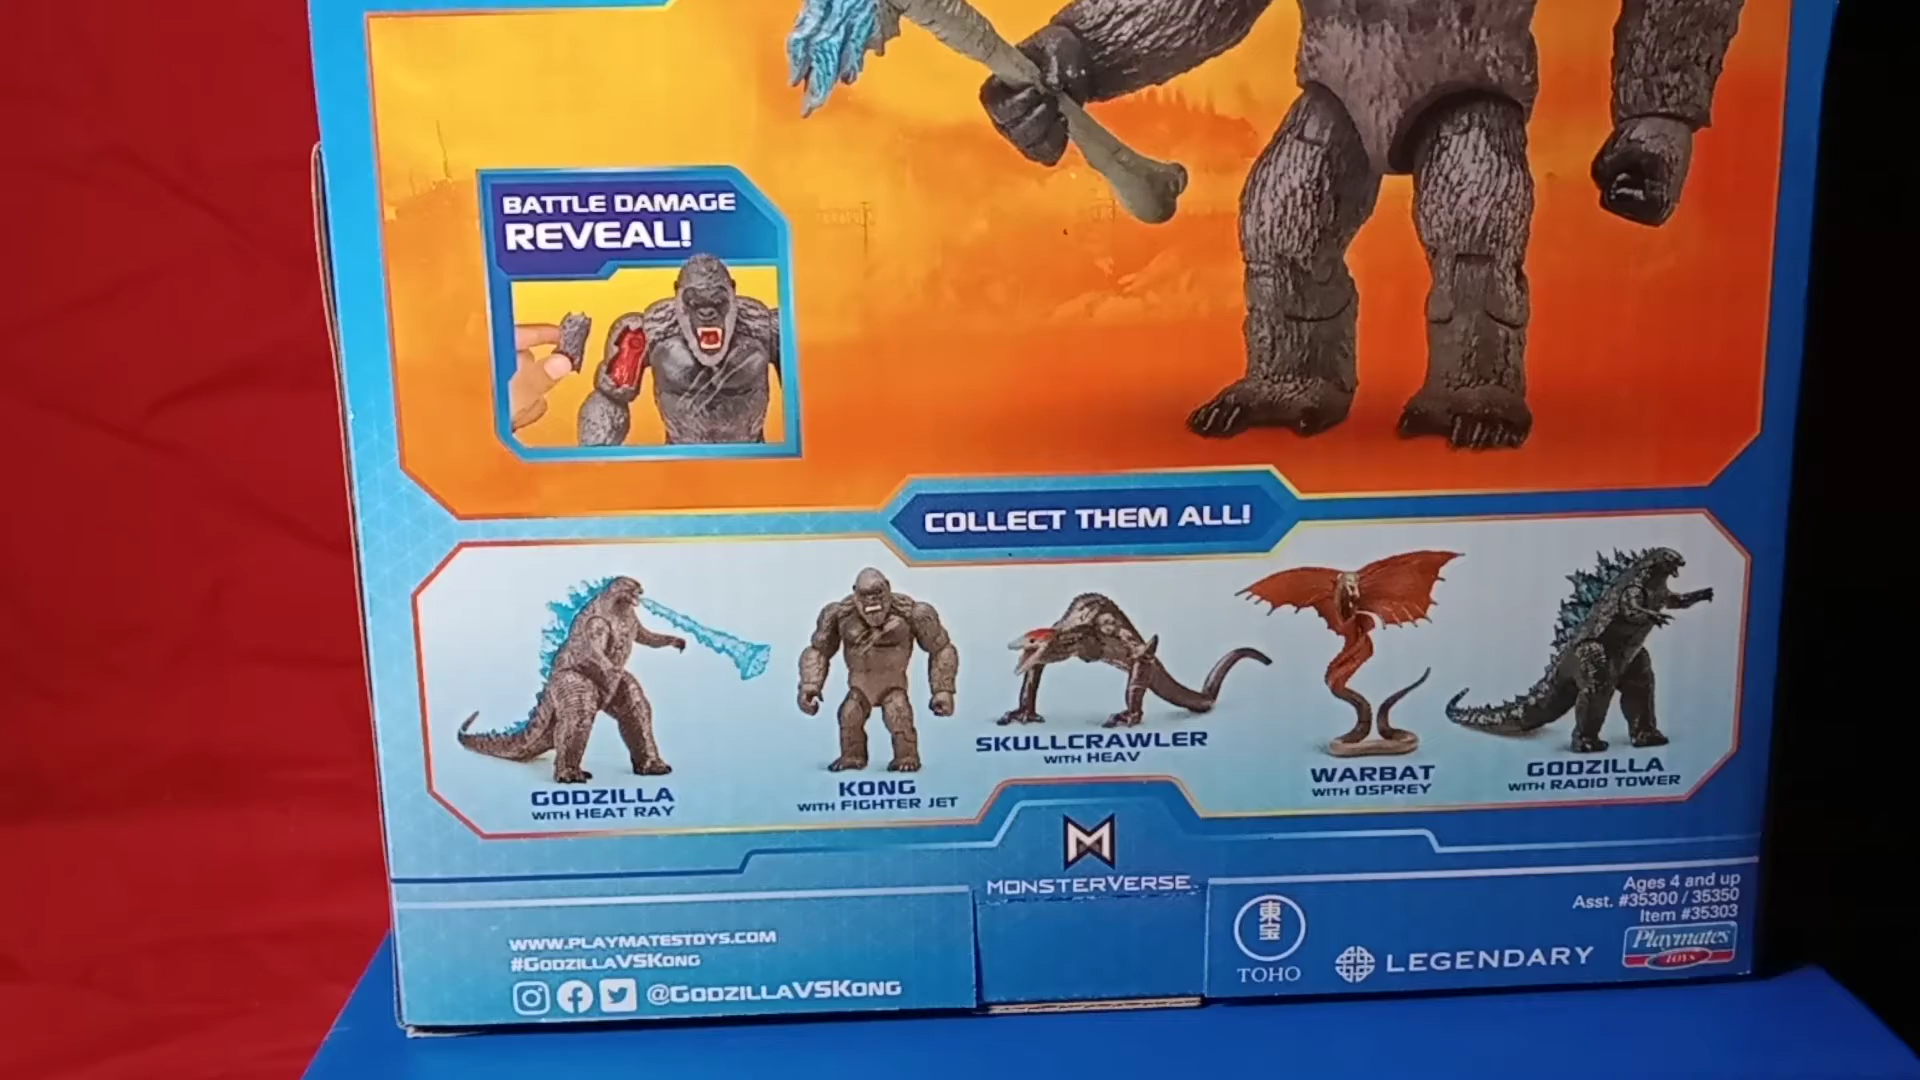 BATTLE DAMAGE
REVEAL!
COLLECT THEM ALL!
GODZILLA
WITH HEAT RAY
KONG
WITH FIGHTER JET
SKULLCRAWLER
WITH HEAV
WARBAT
WITH OSPREY
GODZILLA
WITH RADIO TOWER
M
MONSTERVERSE
WWW.PLAYMATESTOYS.COM
#GODZILLAVSKONG
@GODZILLAVSKONG
東宝
TOHO
LEGENDARY
Ages 4 and up
Asst. #35300 / 35350
Item #35303
Playmates
TOYS